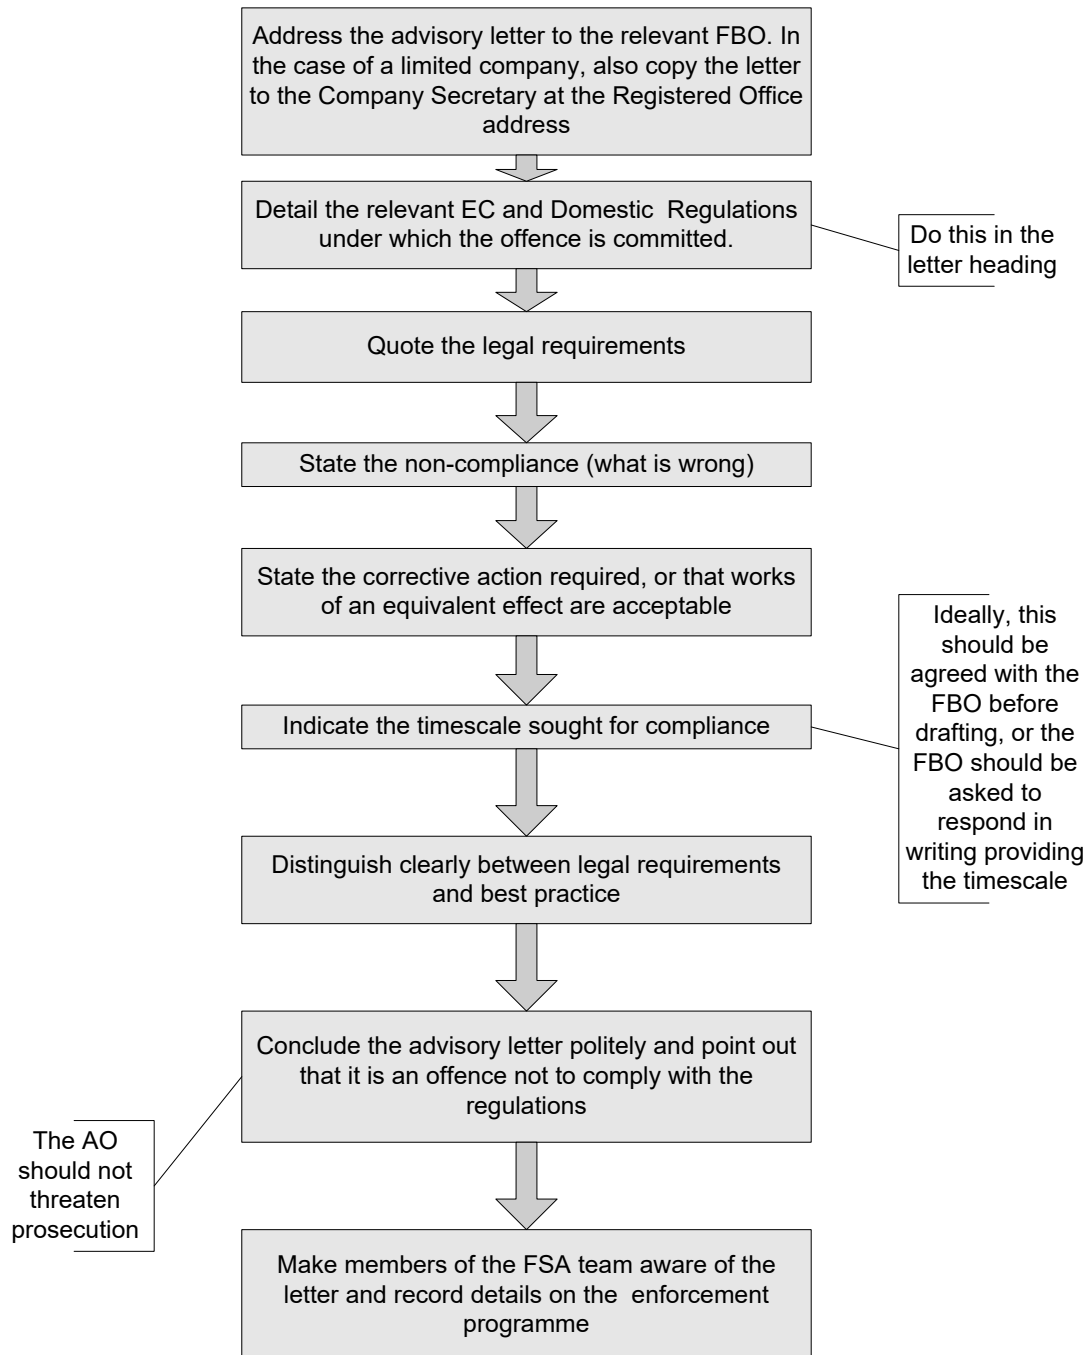 Address the advisory letter to the relevant FBO. In
the case of a limited company, also copy the letter
to the Company Secretary at the Registered Office
address
Detail the relevant EC and Domestic  Regulations
under which the offence is committed.
Do this in the
letter heading
Quote the legal requirements
State the non-compliance (what is wrong)
State the corrective action required, or that works
of an equivalent effect are acceptable
Indicate the timescale sought for compliance
Ideally, this
should be
agreed with the
FBO before
drafting, or the
FBO should be
asked to
respond in
writing providing
the timescale
Distinguish clearly between legal requirements
and best practice
Conclude the advisory letter politely and point out
that it is an offence not to comply with the
regulations
The AO
should not
threaten
prosecution
Make members of the FSA team aware of the
letter and record details on the  enforcement
programme